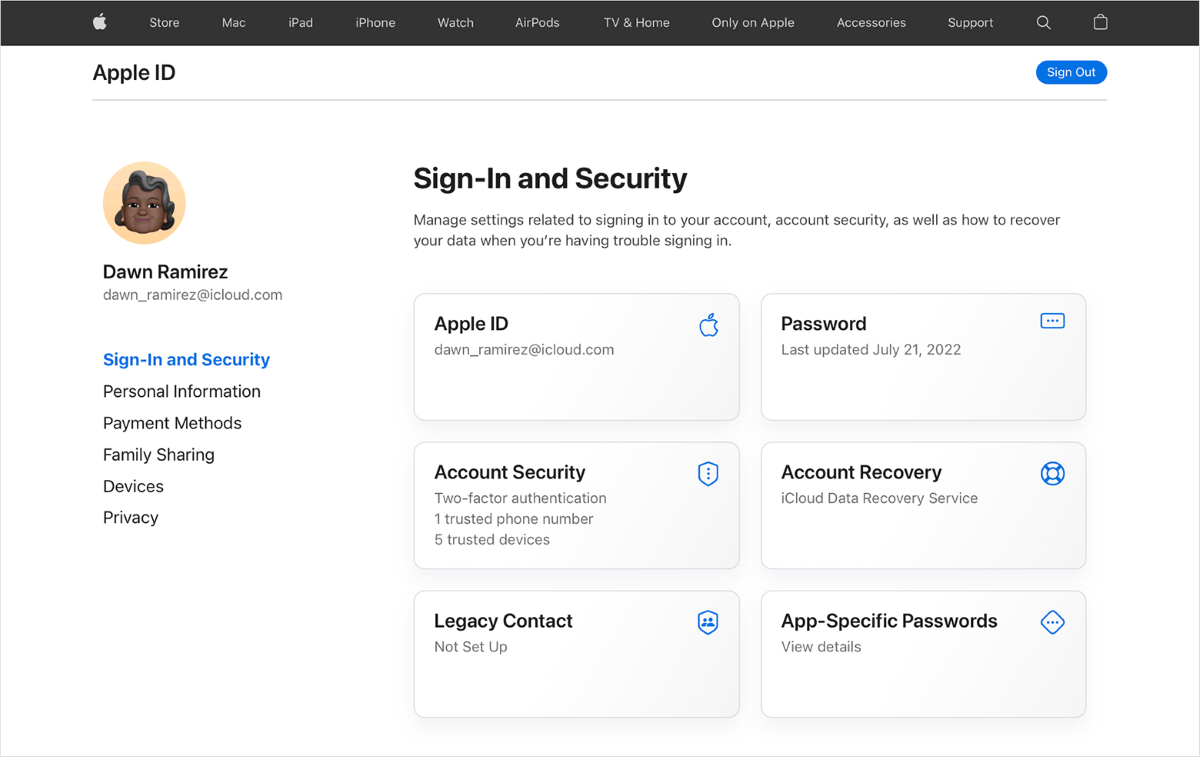 Store Mac iPad iPhone Watch AirPods TV & Home Only on Apple Accessories Support
Apple ID
Sign Out
Dawn Ramirez
dawn_ramirez@icloud.com
Sign-In and Security
Personal Information
Payment Methods
Family Sharing
Devices
Privacy
Sign-In and Security
Manage settings related to signing in to your account, account security, as well as how to recover
your data when you’re having trouble signing in.
Apple ID
dawn_ramirez@icloud.com
Password
Last updated July 21, 2022
Account Security
Two-factor authentication
1 trusted phone number
5 trusted devices
Account Recovery
iCloud Data Recovery Service
Legacy Contact
Not Set Up
App-Specific Passwords
View details